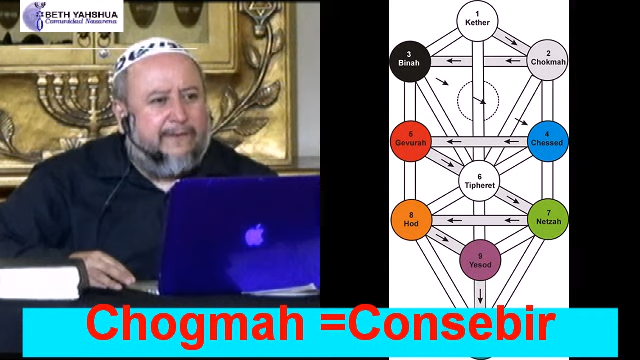 BETH YAHSHUA
Comunidad Nazarena
1
Kether
2
Chokmah
3
Binah
4
Chessed
5
Gevurah
6
Tipheret
7
Netzah
8
Hod
9
Yesod
Chogmah =Consebir